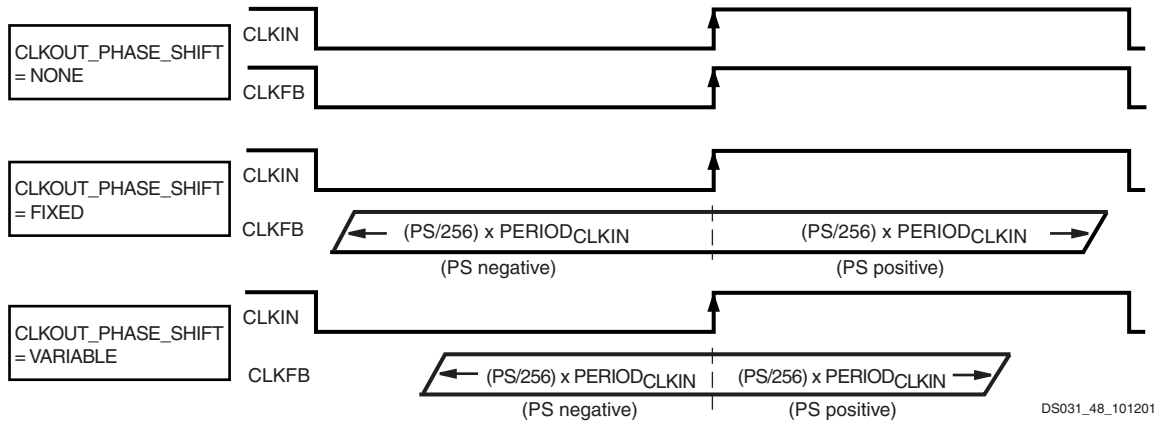 CLKOUT_PHASE_SHIFT
= NONE
CLKIN
CLKFB
CLKOUT_PHASE_SHIFT
= FIXED
CLKIN
CLKFB
(PS/256) x PERIODCLKIN
(PS/256) x PERIODCLKIN
(PS negative)
(PS positive)
CLKOUT_PHASE_SHIFT
= VARIABLE
CLKIN
CLKFB
(PS/256) x PERIODCLKIN
(PS/256) x PERIODCLKIN
(PS negative)
(PS positive)
DS031_48_101201